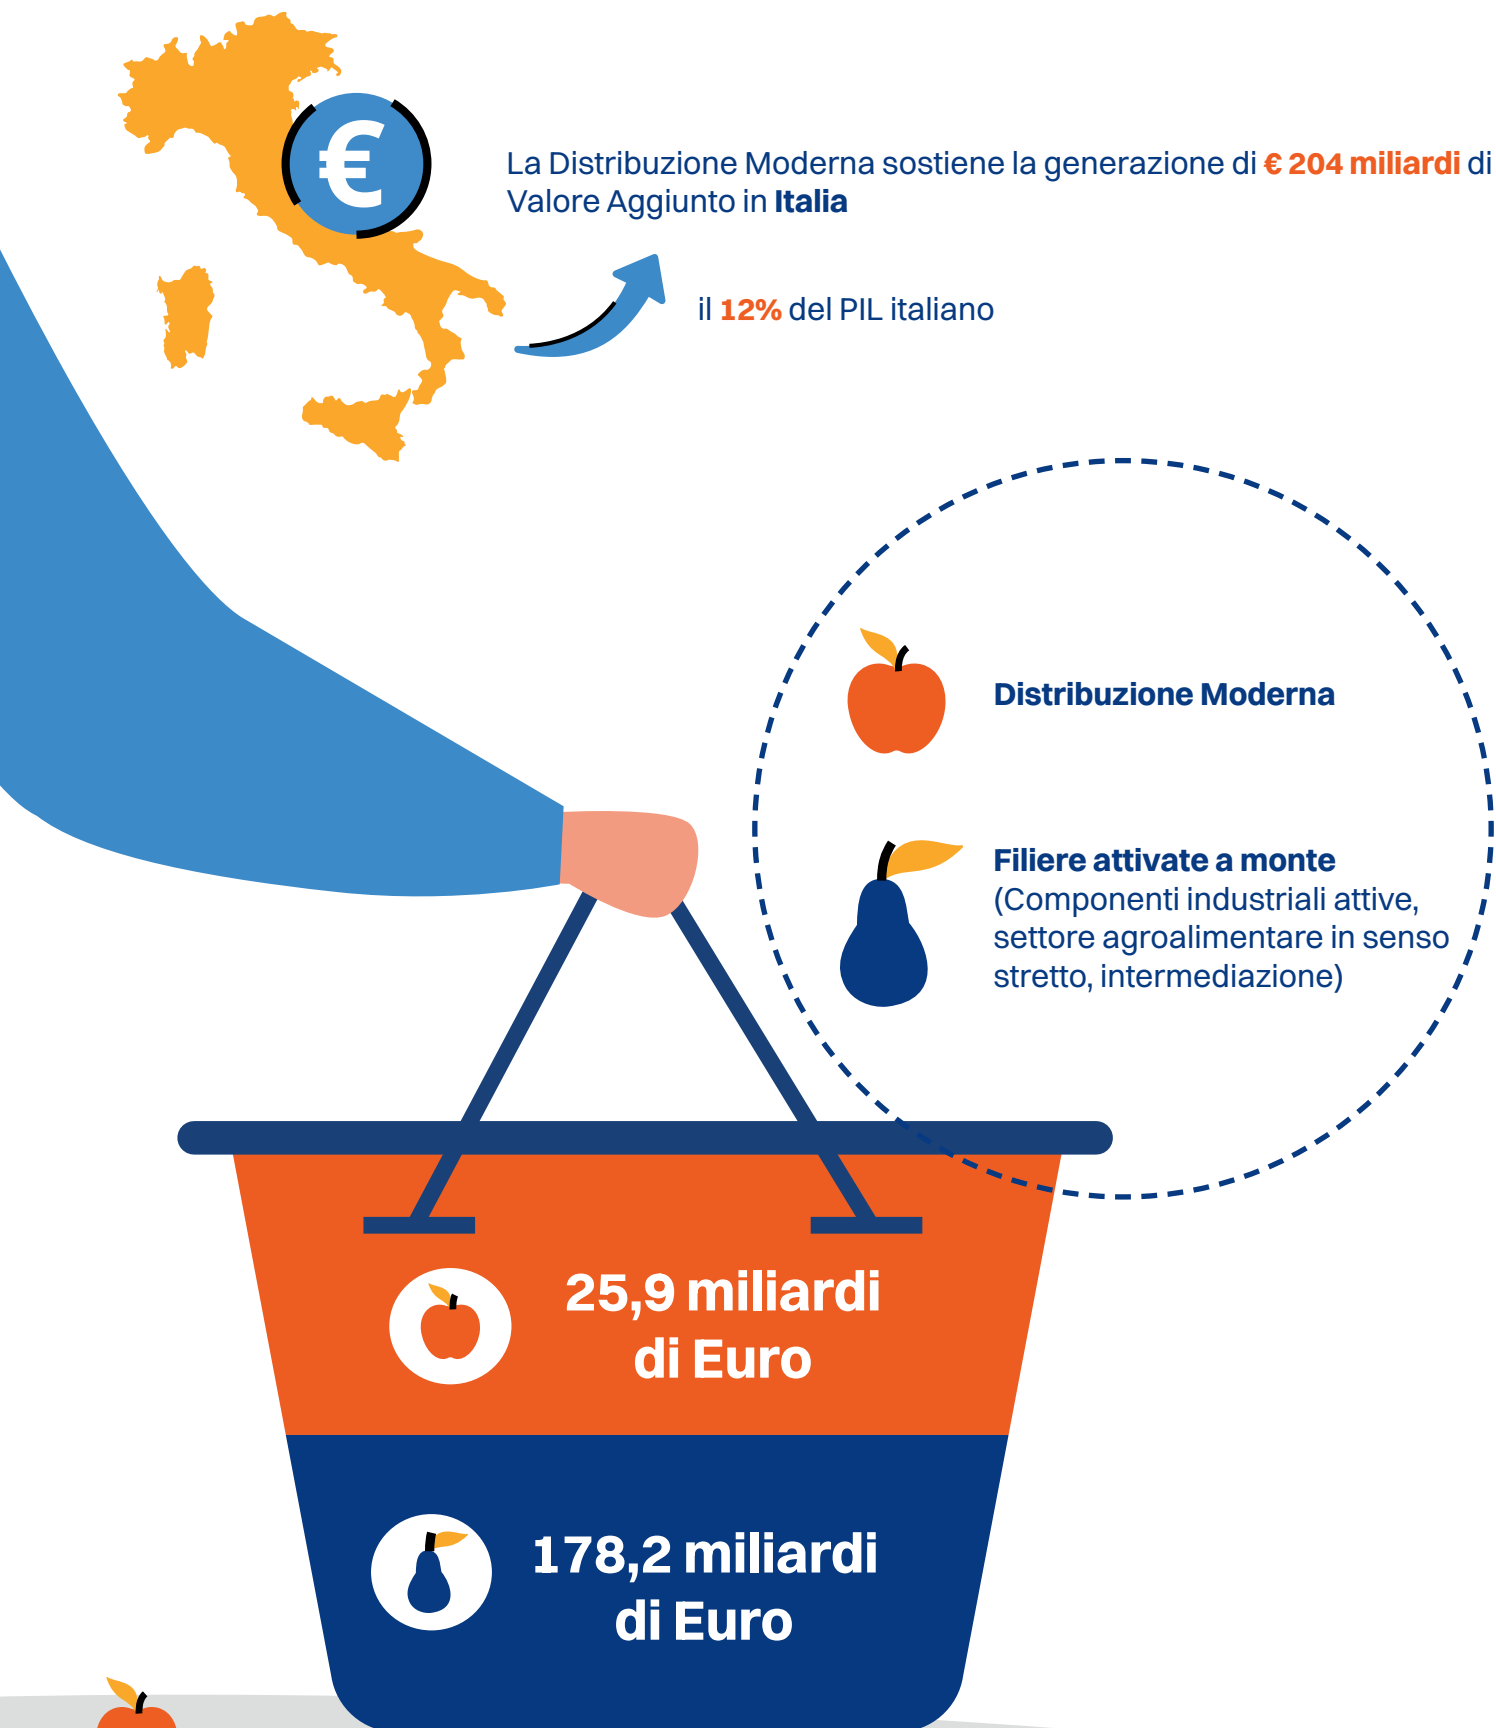 €
La Distribuzione Moderna sostiene la generazione di € 204 miliardi di
Valore Aggiunto in Italia
il 12% del PIL italiano
Distribuzione Moderna
Filiere attivate a monte
(Componenti industriali attive,
settore agroalimentare in senso
stretto, intermediazione)
25,9 miliardi
di Euro
178,2 miliardi
di Euro